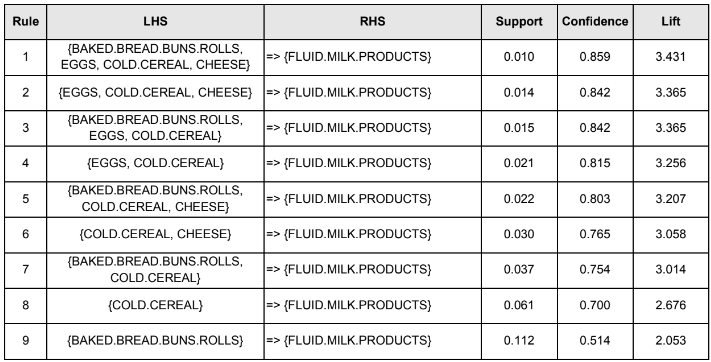 Rule LHS RHS Support Confidence Lift
1 {BAKED.BREAD.BUNS.ROLLS, EGGS, COLD.CEREAL, CHEESE} => {FLUID.MILK.PRODUCTS} 0.010 0.859 3.431
2 {EGGS, COLD.CEREAL, CHEESE} => {FLUID.MILK.PRODUCTS} 0.014 0.842 3.365
3 {BAKED.BREAD.BUNS.ROLLS, EGGS, COLD.CEREAL} => {FLUID.MILK.PRODUCTS} 0.015 0.842 3.365
4 {EGGS, COLD.CEREAL} => {FLUID.MILK.PRODUCTS} 0.021 0.815 3.256
5 {BAKED.BREAD.BUNS.ROLLS, COLD.CEREAL, CHEESE} => {FLUID.MILK.PRODUCTS} 0.022 0.803 3.207
6 {COLD.CEREAL, CHEESE} => {FLUID.MILK.PRODUCTS} 0.030 0.765 3.058
7 {BAKED.BREAD.BUNS.ROLLS, COLD.CEREAL} => {FLUID.MILK.PRODUCTS} 0.037 0.754 3.014
8 {COLD.CEREAL} => {FLUID.MILK.PRODUCTS} 0.061 0.700 2.676
9 {BAKED.BREAD.BUNS.ROLLS} => {FLUID.MILK.PRODUCTS} 0.112 0.514 2.053